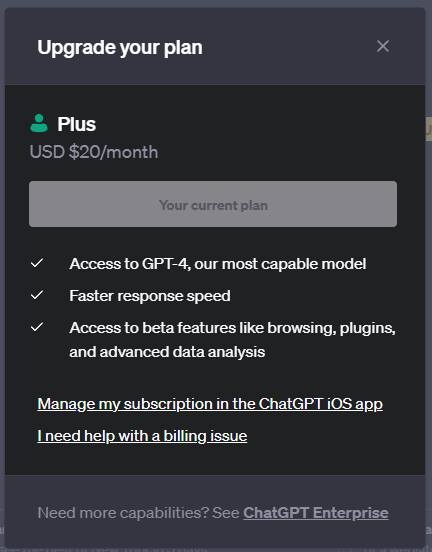 Upgrade your plan
Plus
USD $20/month
Your current plan
Access to GPT-4, our most capable model
Faster response speed
Access to beta features like browsing, plugins,
and advanced data analysis
Manage my subscription in the ChatGPT iOS app
I need help with a billing issue
Need more capabilities? See ChatGPT Enterprise